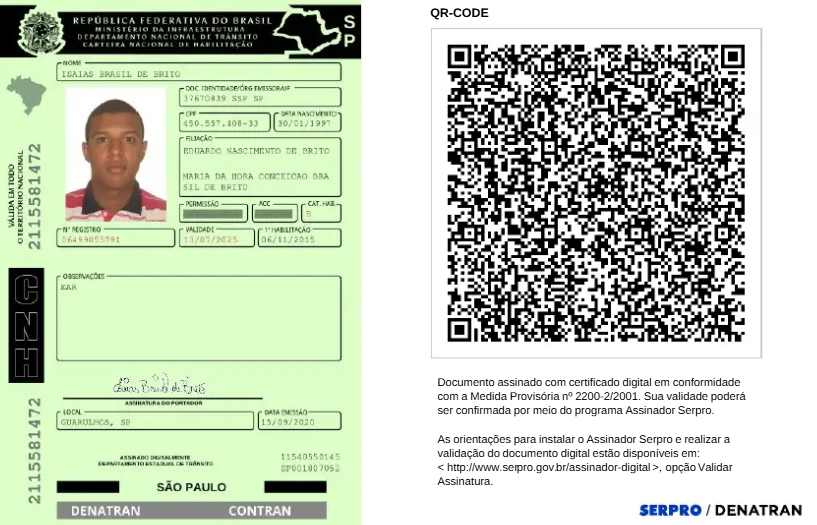 REPÚBLICA FEDERATIVA DO BRASIL
MINISTÉRIO DA INFRAESTRUTURA
DEPARTAMENTO NACIONAL DE TRÂNSITO
CARTEIRA NACIONAL DE HABILITAÇÃO
SP
NOME
ISAIAS BRASIL DE BRITO
DOC. IDENTIDADE/ÓRG EMISSOR/UF
37670839 SSP SP
CPF
450.557.408-33
DATA NASCIMENTO
30/01/1997
FILIAÇÃO
EDUARDO NASCIMENTO DE BRITO
MARIA DA HORA CONCEICAO BRA
SIL DE BRITO
PERMISSÃO
ACC
CAT. HAB.
B
VÁLIDA EM TODO
O TERRITÓRIO NACIONAL
2115581472
Nº REGISTRO
06499055791
VALIDADE
1ª HABILITAÇÃO
06/11/2015
CNH
OBSERVAÇÕES
EAR
ASSINATURA DO PORTADOR
LOCAL
GUARULHOS, SP
DATA EMISSÃO
15/09/2020
2115581472
ASSINADO DIGITALMENTE
DEPARTAMENTO ESTADUAL DE TRÂNSITO
11540550145
SP001807052
SÃO PAULO
DENATRAN
CONTRAN
QR-CODE
Documento assinado com certificado digital em conformidade
com a Medida Provisória nº 2200-2/2001. Sua validade poderá
ser confirmada por meio do programa Assinador Serpro.
As orientações para instalar o Assinador Serpro e realizar a
validação do documento digital estão disponíveis em:
< http://www.serpro.gov.br/assinador-digital >, opção Validar
Assinatura.
SERPRO / DENATRAN